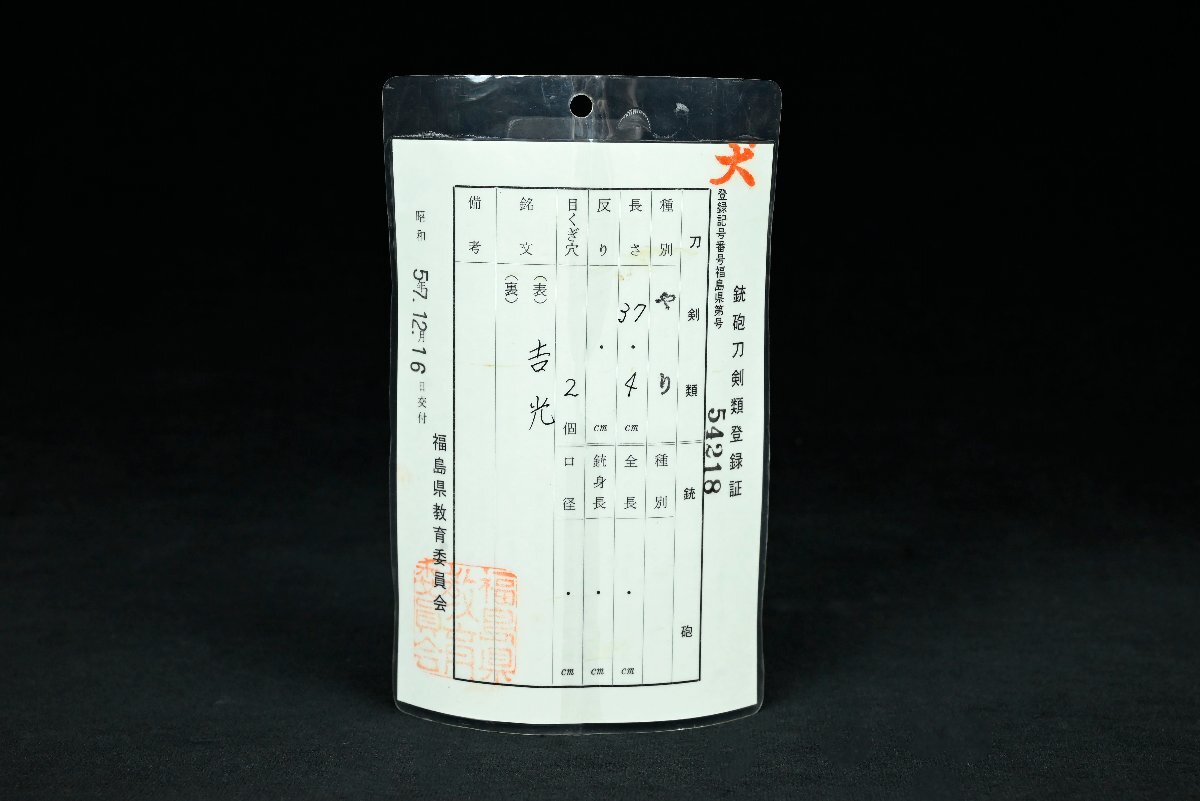 犬
銃砲刀剣類登録証
登録記号番号福島県第号
54218
刀剣類
銃砲
種別 やり
長さ 37.4cm
反り ・ cm
目くぎ穴 2個
銘文 (表) 吉光
(裏)
備考
種別
全長 ・ cm
銃身長 ・ cm
口径 ・ cm
昭和57年12月16日交付
福島県教育委員会
福島県
教育
委員会